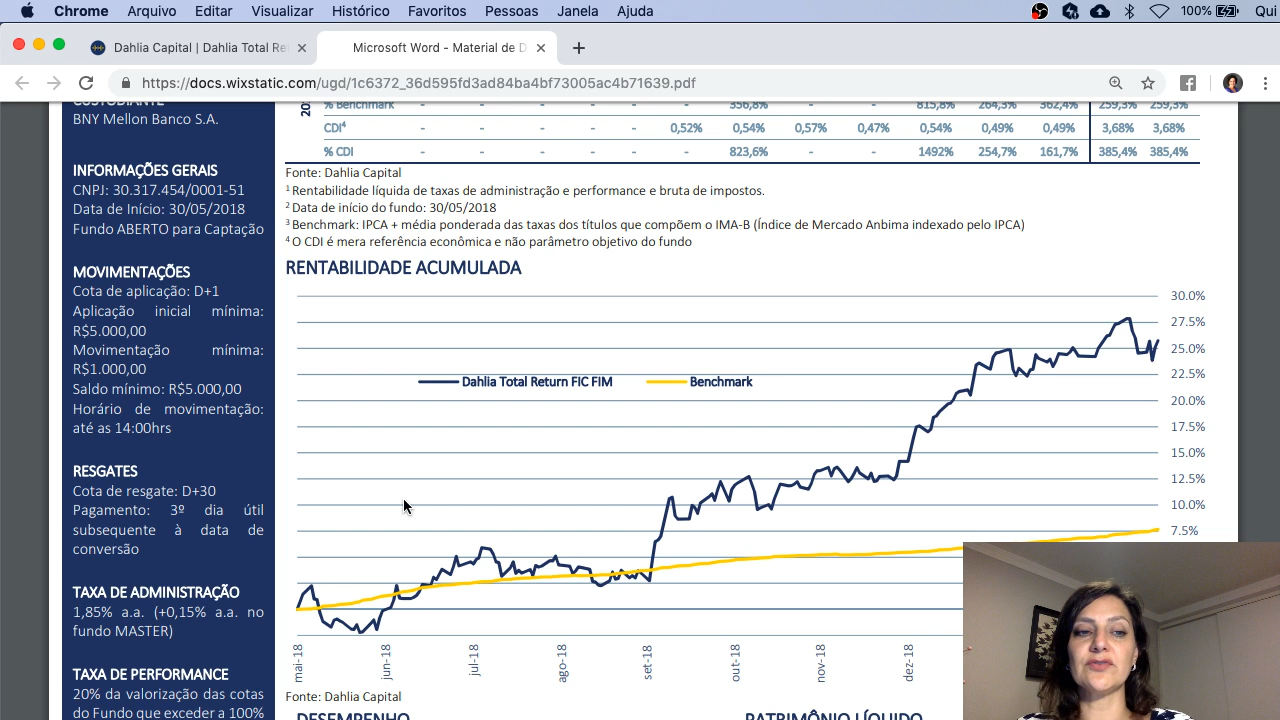 Chrome Arquivo Editar Visualizar Histórico Favoritos Pessoas Janela Ajuda 100% Qui
Dahlia Capital | Dahlia Total Re
Microsoft Word - Material de D
https://docs.wixstatic.com/ugd/1c6372_36d595fd3ad84ba4bf73005ac4b71639.pdf
CUSTODIANTE
BNY Mellon Banco S.A.
INFORMAÇÕES GERAIS
CNPJ: 30.317.454/0001-51
Data de Início: 30/05/2018
Fundo ABERTO para Captação
MOVIMENTAÇÕES
Cota de aplicação: D+1
Aplicação inicial mínima:
R$5.000,00
Movimentação mínima:
R$1.000,00
Saldo mínimo: R$5.000,00
Horário de movimentação:
até as 14:00hrs
RESGATES
Cota de resgate: D+30
Pagamento: 3º dia útil
subsequente à data de
conversão
TAXA DE ADMINISTRAÇÃO
1,85% a.a. (+0,15% a.a. no
fundo MASTER)
TAXA DE PERFORMANCE
20% da valorização das cotas
do Fundo que exceder a 100%
20
% Benchmark - - - - - - 356,8% - - 815,8% 264,3% 362,4% 259,3% 259,3%
CDI⁴ - - - - - 0,52% 0,54% 0,57% 0,47% 0,54% 0,49% 0,49% 3,68% 3,68%
% CDI - - - - - - 823,6% - - 1492% 254,7% 161,7% 385,4% 385,4%
Fonte: Dahlia Capital
¹ Rentabilidade líquida de taxas de administração e performance e bruta de impostos.
² Data de início do fundo: 30/05/2018
³ Benchmark: IPCA + média ponderada das taxas dos títulos que compõem o IMA-B (Índice de Mercado Anbima indexado pelo IPCA)
⁴ O CDI é mera referência econômica e não parâmetro objetivo do fundo
RENTABILIDADE ACUMULADA
30.0%
27.5%
25.0%
22.5%
20.0%
17.5%
15.0%
12.5%
10.0%
7.5%
Dahlia Total Return FIC FIM Benchmark
mai-18 jun-18 jul-18 ago-18 set-18 out-18 nov-18 dez-18
Fonte: Dahlia Capital
DESEMPENHO PATRIMÔNIO LÍQUIDO